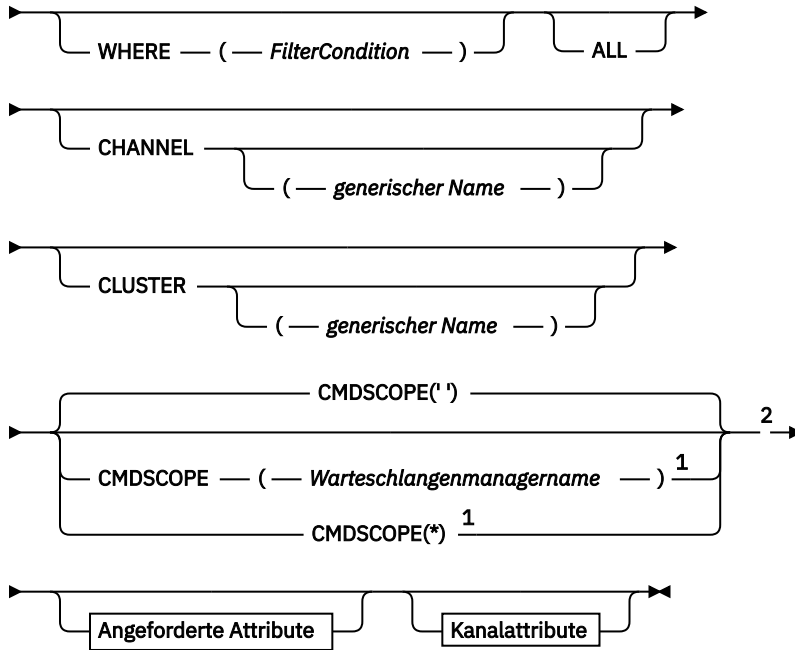 WHERE ( FilterCondition ) ALL
CHANNEL
( generischer Name )
CLUSTER
( generischer Name )
CMDSCOPE(' ')
2
CMDSCOPE ( Warteschlangenmanagername ) 1
CMDSCOPE(*) 1
Angeforderte Attribute Kanalattribute